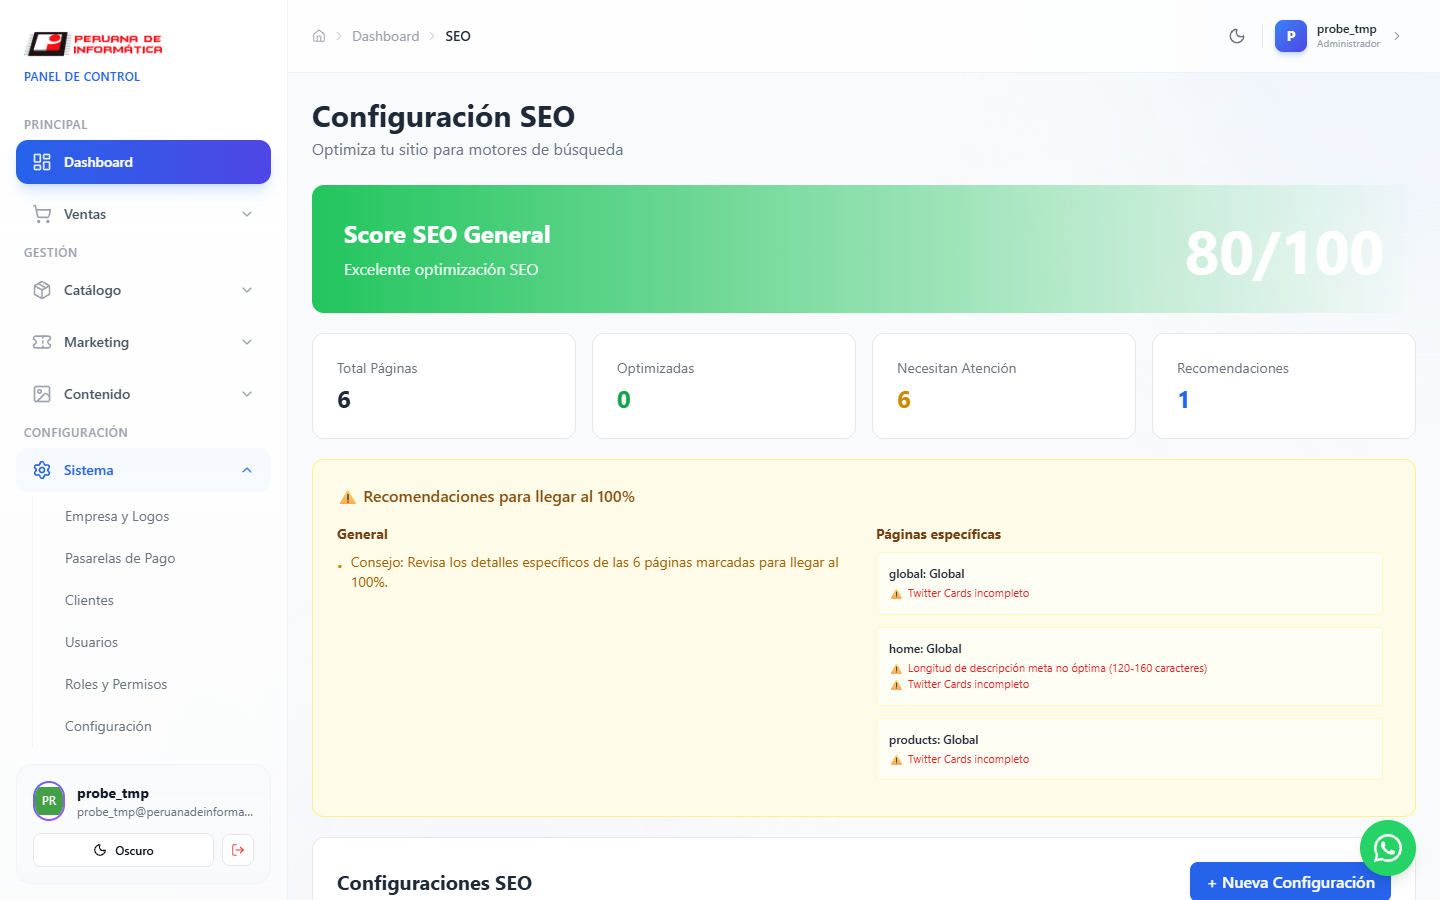 PERUANA DE
INFORMÁTICA
PANEL DE CONTROL
PRINCIPAL
Dashboard
Ventas
GESTIÓN
Catálogo
Marketing
Contenido
CONFIGURACIÓN
Sistema
Empresa y Logos
Pasarelas de Pago
Clientes
Usuarios
Roles y Permisos
Configuración
PR
probe_tmp
probe_tmp@peruanadeinforma...
Oscuro
Dashboard
SEO
P
probe_tmp
Administrador
Configuración SEO
Optimiza tu sitio para motores de búsqueda
Score SEO General
Excelente optimización SEO
80/100
Total Páginas
6
Optimizadas
0
Necesitan Atención
6
Recomendaciones
1
Recomendaciones para llegar al 100%
General
• Consejo: Revisa los detalles específicos de las 6 páginas marcadas para llegar al
100%.
Páginas específicas
global: Global
Twitter Cards incompleto
home: Global
Longitud de descripción meta no óptima (120-160 caracteres)
Twitter Cards incompleto
products: Global
Twitter Cards incompleto
Configuraciones SEO
+ Nueva Configuración